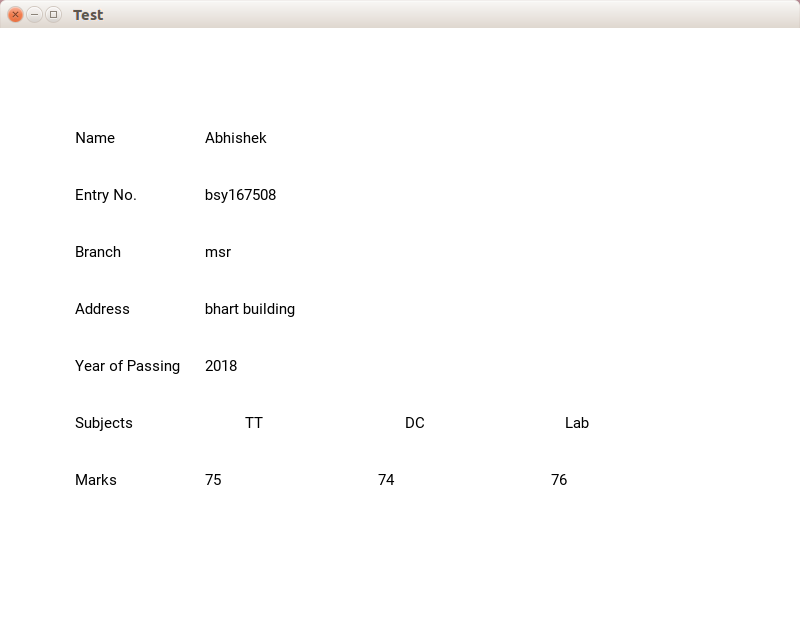 Test
Name Abhishek
Entry No. bsy167508
Branch msr
Address bhart building
Year of Passing 2018
Subjects TT DC Lab
Marks 75 74 76